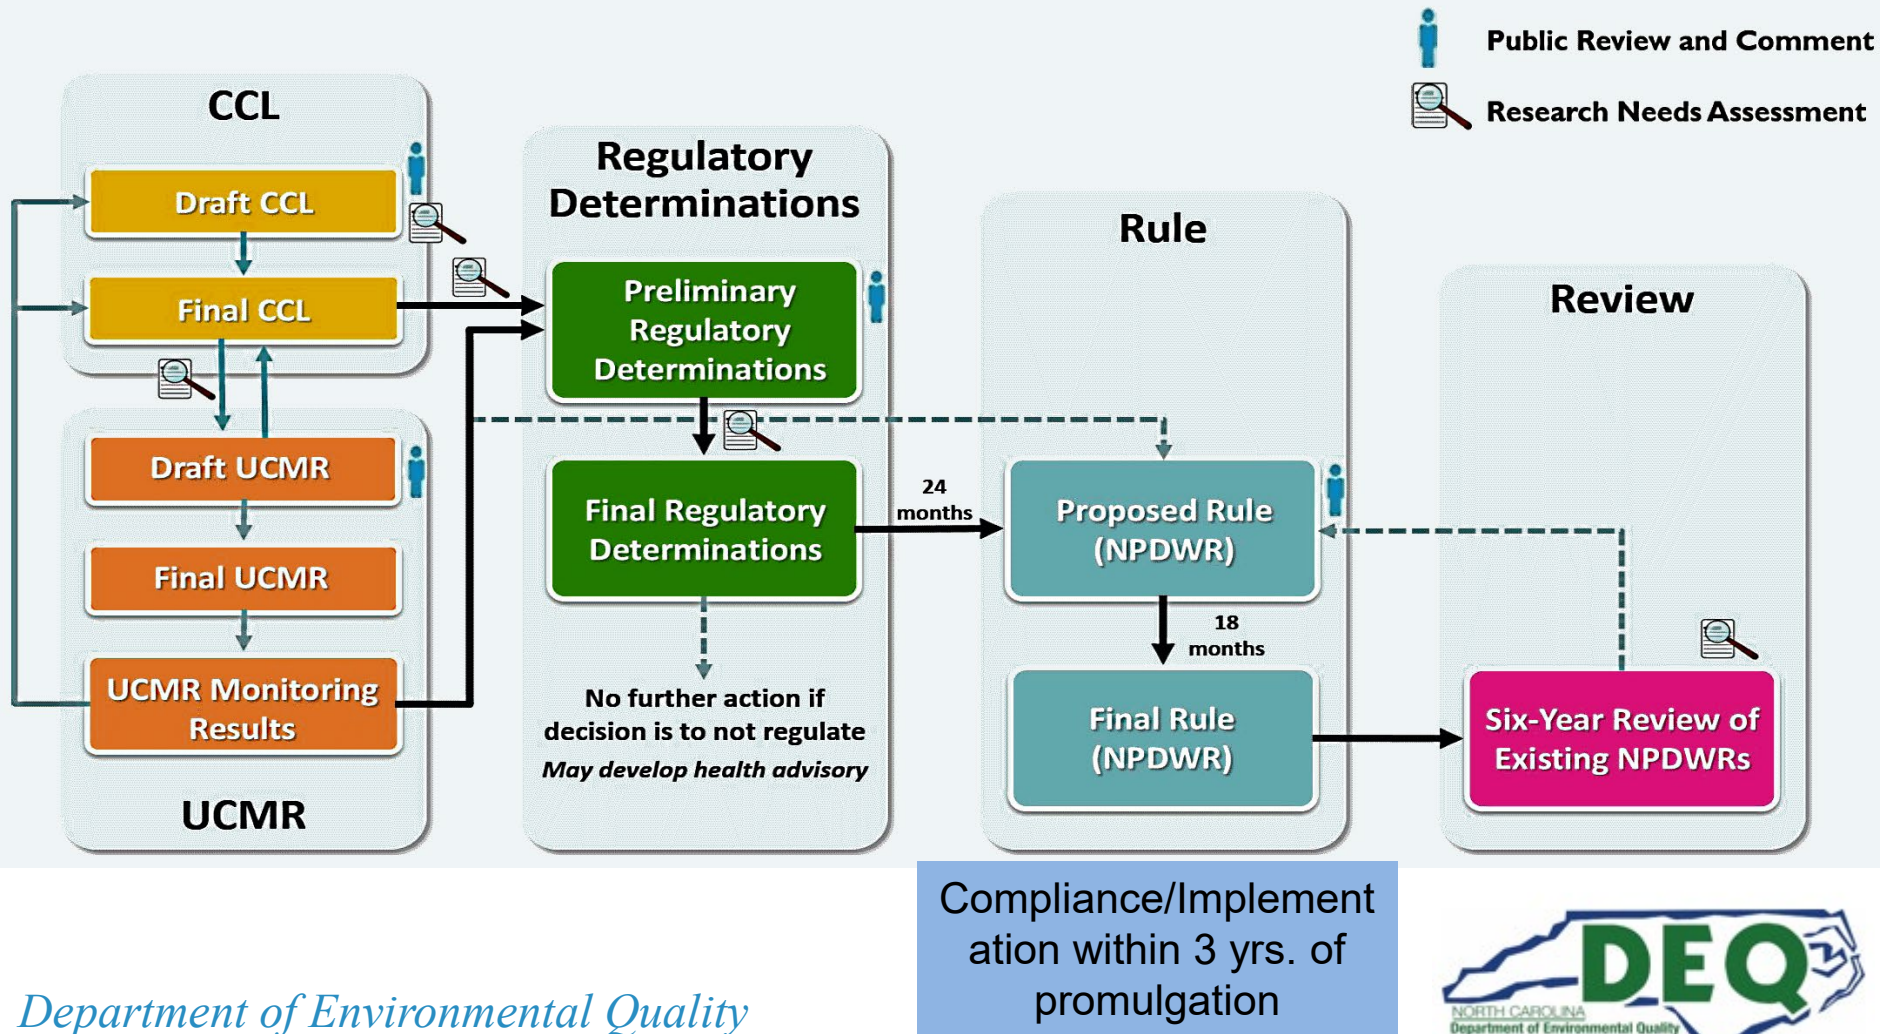 Public Review and Comment
Research Needs Assessment
CCL
Draft CCL
Final CCL
Draft UCMR
Final UCMR
UCMR Monitoring
Results
UCMR
Regulatory
Determinations
Preliminary
Regulatory
Determinations
Final Regulatory
Determinations
No further action if
decision is to not regulate
May develop health advisory
24
months
Rule
Proposed Rule
(NPDWR)
18
months
Final Rule
(NPDWR)
Review
Six-Year Review of
Existing NPDWRs
Compliance/Implement
ation within 3 yrs. of
promulgation
Department of Environmental Quality
DEQ
NORTH CAROLINA
Department of Environmental Quality